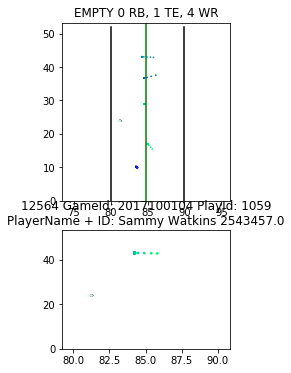 EMPTY 0 RB, 1 TE, 4 WR
50
40
30
20
10
0
75 80 85 90 95
12564 GameId: 2017100104 PlayId: 1059
PlayerName + ID: Sammy Watkins 2543457.0
40
20
0
80.0 82.5 85.0 87.5 90.0